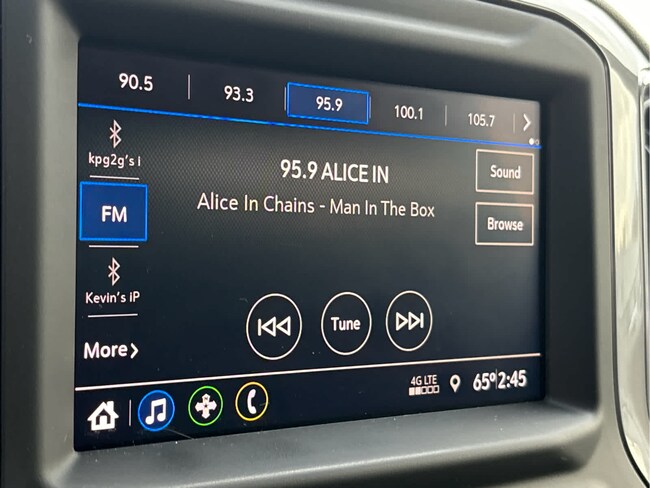 90.5 93.3 95.9 100.1 105.7
kpg2g's i
95.9 ALICE IN
Sound
FM
Alice In Chains - Man In The Box
Browse
Kevin's iP
Tune
More
4G LTE
65° 2:45